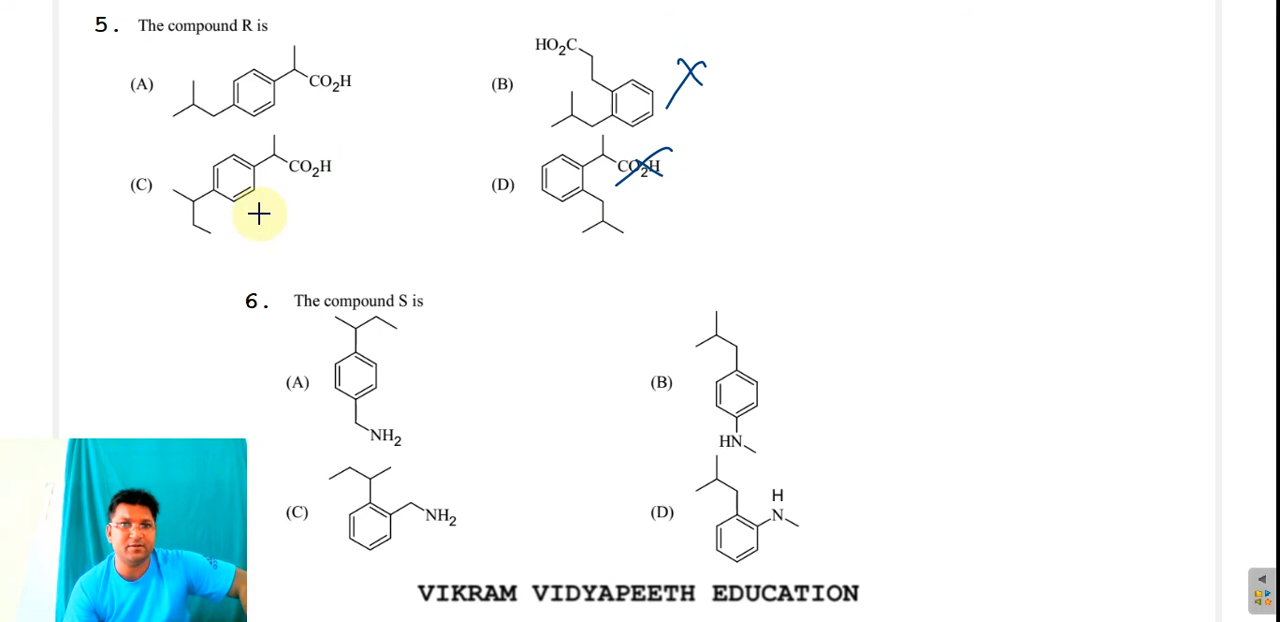 5. The compound R is
(A) CO2H
(B) HO2C
(C) CO2H
(D) CO2H
6. The compound S is
(A) NH2
(B) HN
(C) NH2
(D) H
N
VIKRAM VIDYAPEETH EDUCATION